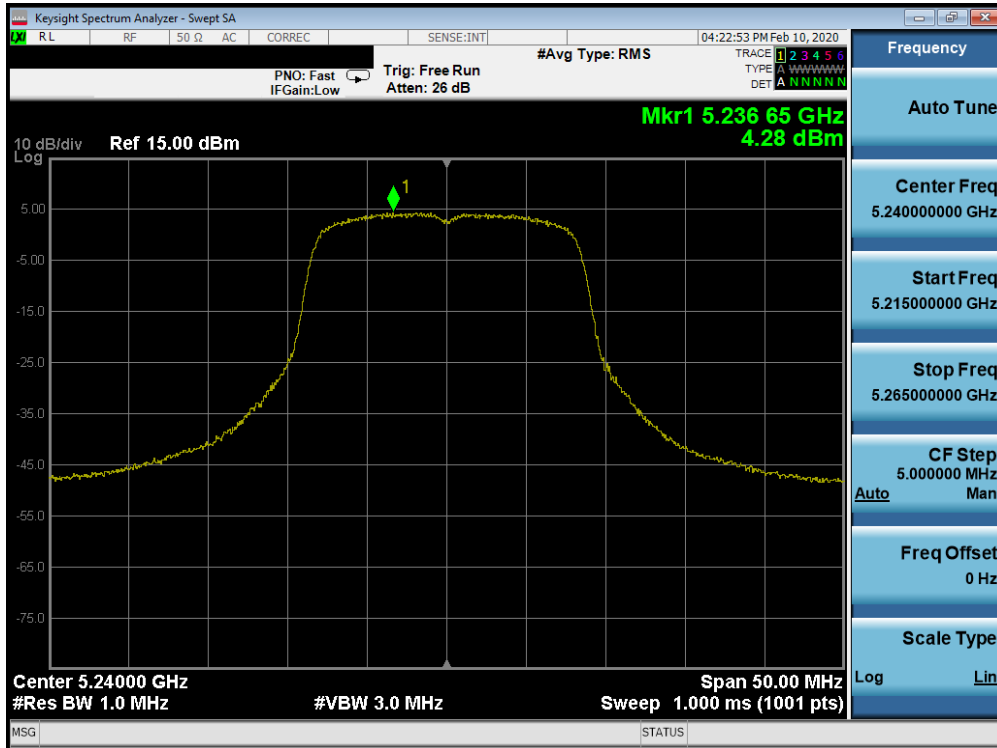 Keysight Spectrum Analyzer - Swept SA
LXI RL RF 50 Ω AC CORREC SENSE:INT 04:22:53 PM Feb 10, 2020
#Avg Type: RMS
TRACE 1 2 3 4 5 6
TYPE A WWWWW
DET A N N N N N
PNO: Fast
IFGain:Low
Trig: Free Run
Atten: 26 dB
Mkr1 5.236 65 GHz
4.28 dBm
10 dB/div Ref 15.00 dBm
Log
1
5.00
-5.00
-15.0
-25.0
-35.0
-45.0
-55.0
-65.0
-75.0
Center 5.24000 GHz Span 50.00 MHz
#Res BW 1.0 MHz #VBW 3.0 MHz Sweep 1.000 ms (1001 pts)
MSG STATUS
Frequency
Auto Tune
Center Freq
5.240000000 GHz
Start Freq
5.215000000 GHz
Stop Freq
5.265000000 GHz
CF Step
5.000000 MHz
Auto Man
Freq Offset
0 Hz
Scale Type
Log Lin